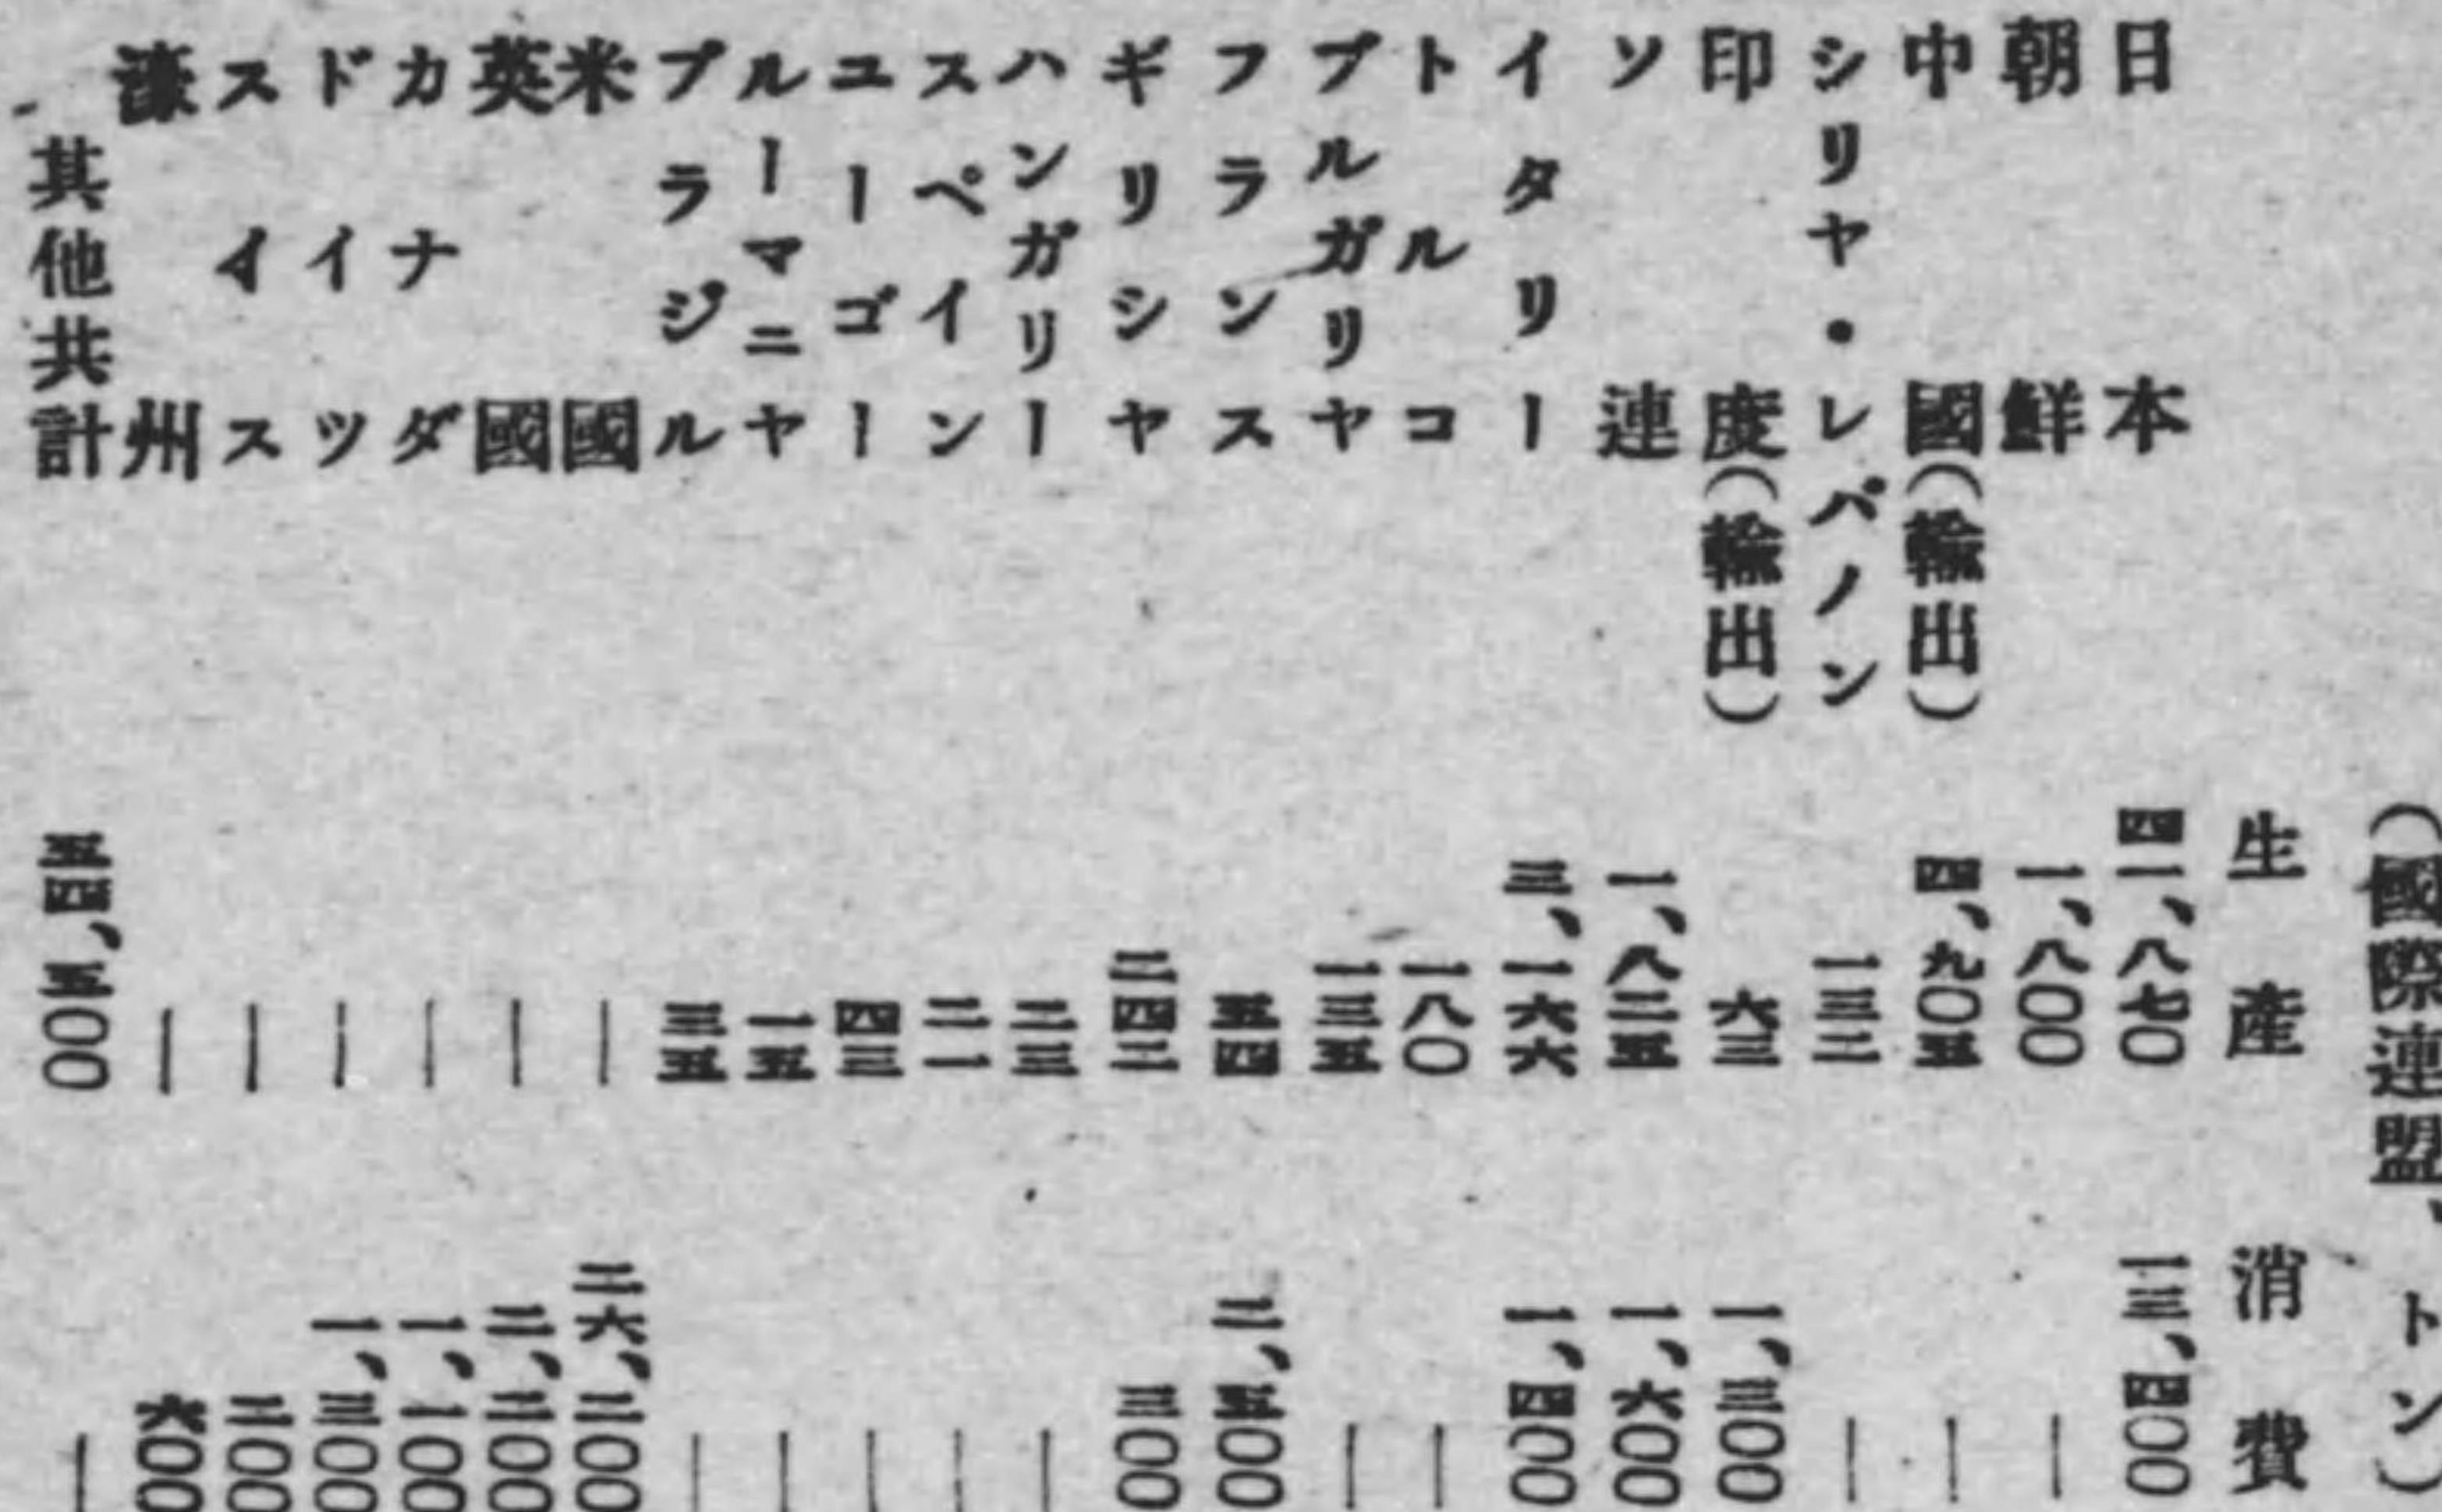 (國際連盟、トン)
生産 消費
日本 四一、八七〇 一三、四〇〇
朝鮮 一、八〇〇 ―
中國(輸出) 四、九〇五 ―
シリヤ・レバノン 一三二 ―
印度(輸出) 六三 一、三〇〇
ソ連 一、八二五 一、六〇〇
イタリー 三、一六六 一、四〇〇
トルコ 一八〇 ―
ブルガリヤ 一三五 ―
フランス 五四 二、五〇〇
ギリシヤ 二四二 三〇〇
ハンガリー 二三 ―
スペイン 二一 ―
ユーゴー 四三 ―
ルーマニヤ 一五 ―
ブラジル 三五 ―
米國 ― 二六、二〇〇
英國 ― 二、二〇〇
カナダ ― 一、一〇〇
ドイツ ― 一、三〇〇
スイス ― 二〇〇
濠州 ― 六〇〇
其他共計 五四、五〇〇 ―